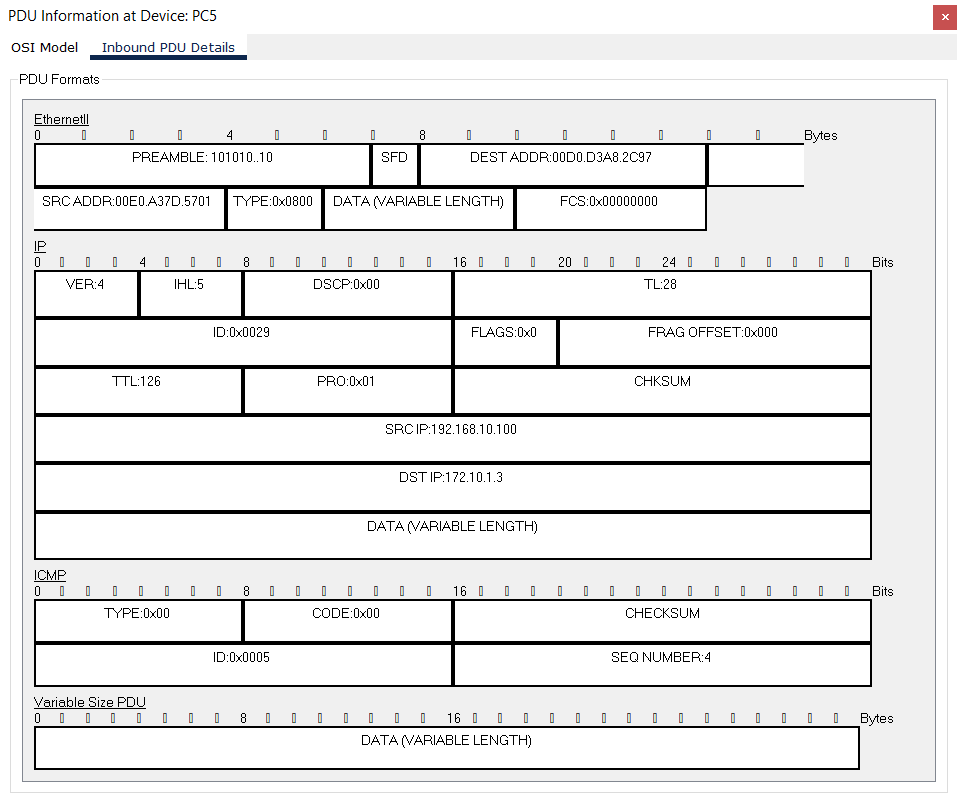 PDU Information at Device: PC5
×
OSI Model Inbound PDU Details
PDU Formats
EthernetII
0 4 8 Bytes
PREAMBLE: 101010..10 SFD DEST ADDR:00D0.D3A8.2C97
SRC ADDR:00E0.A37D.5701 TYPE:0x0800 DATA (VARIABLE LENGTH) FCS:0x00000000
IP
0 4 8 16 20 24 Bits
VER:4 IHL:5 DSCP:0x00 TL:28
ID:0x0029 FLAGS:0x0 FRAG OFFSET:0x000
TTL:126 PRO:0x01 CHKSUM
SRC IP:192.168.10.100
DST IP:172.10.1.3
DATA (VARIABLE LENGTH)
ICMP
0 8 16 Bits
TYPE:0x00 CODE:0x00 CHECKSUM
ID:0x0005 SEQ NUMBER:4
Variable Size PDU
0 8 16 Bytes
DATA (VARIABLE LENGTH)